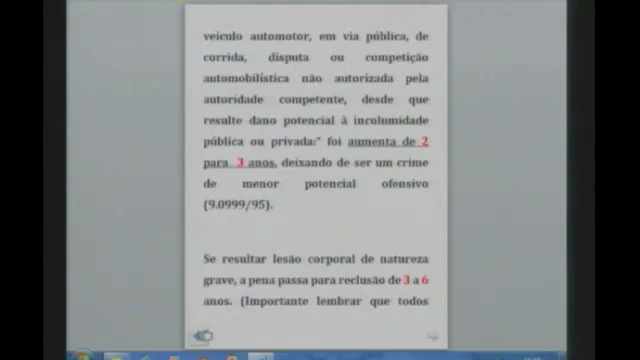 veículo automotor, em via pública, de
corrida, disputa ou competição
automobilística não autorizada pela
autoridade competente, desde que
resulte dano potencial à incolumidade
pública ou privada:" foi aumenta de 2
para 3 anos, deixando de ser um crime
de menor potencial ofensivo
(9.0999/95).
Se resultar lesão corporal de natureza
grave, a pena passa para reclusão de 3 a 6
anos. (Importante lembrar que todos